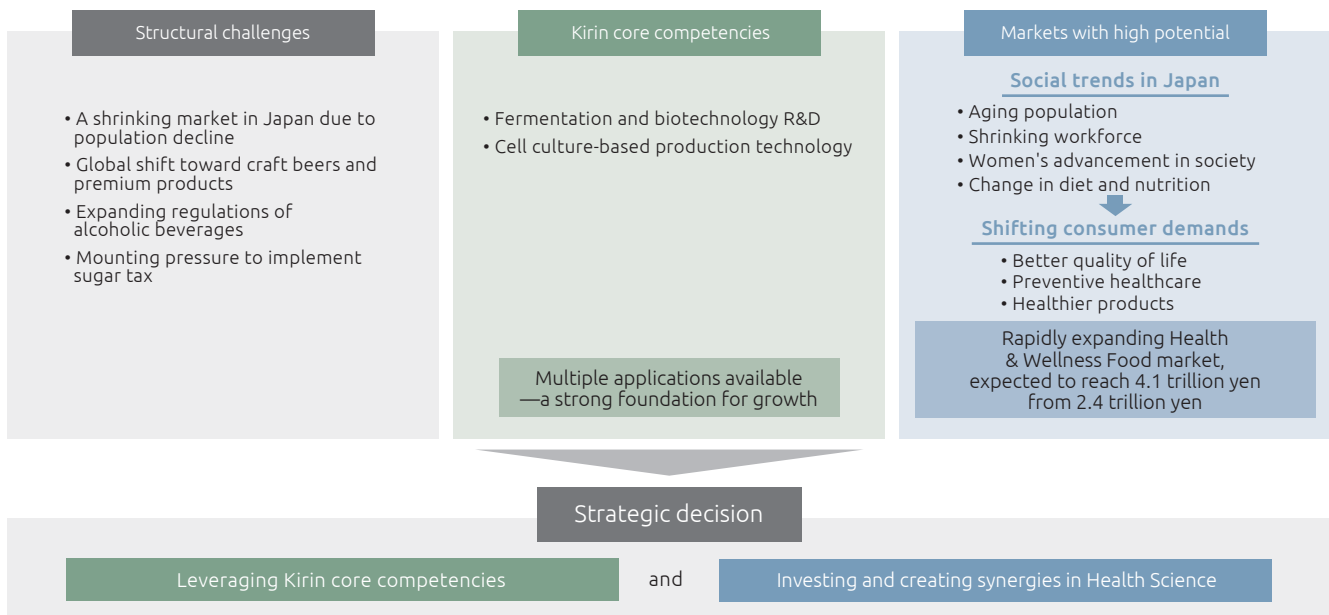 Structural challenges
• A shrinking market in Japan due to
population decline
• Global shift toward craft beers and
premium products
• Expanding regulations of
alcoholic beverages
• Mounting pressure to implement
sugar tax
Kirin core competencies
• Fermentation and biotechnology R&D
• Cell culture-based production technology
Multiple applications available
—a strong foundation for growth
Markets with high potential
Social trends in Japan
• Aging population
• Shrinking workforce
• Women's advancement in society
• Change in diet and nutrition
Shifting consumer demands
• Better quality of life
• Preventive healthcare
• Healthier products
Rapidly expanding Health
& Wellness Food market,
expected to reach 4.1 trillion yen
from 2.4 trillion yen
Strategic decision
Leveraging Kirin core competencies
and
Investing and creating synergies in Health Science